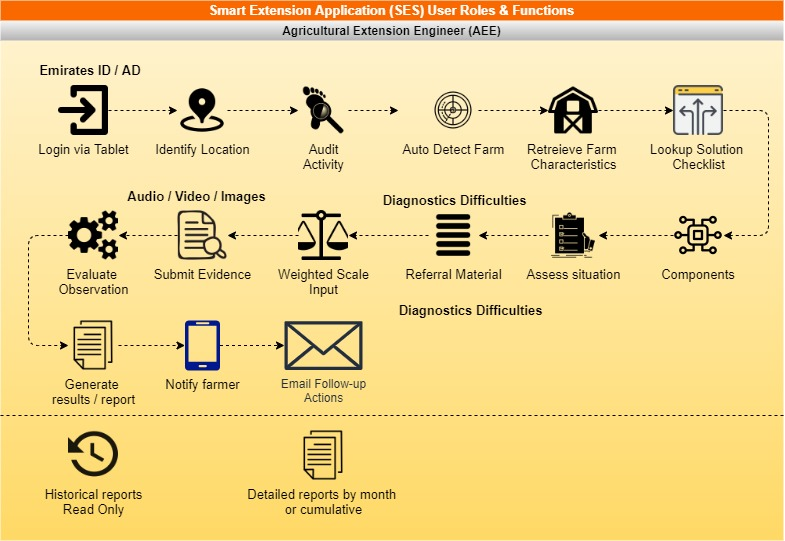 Smart Extension Application (SES) User Roles & Functions
Agricultural Extension Engineer (AEE)
Emirates ID / AD
Login via Tablet
Identify Location
Audit
Activity
Auto Detect Farm
Retreieve Farm
Characteristics
Lookup Solution
Checklist
Audio / Video / Images
Diagnostics Difficulties
Evaluate
Observation
Submit Evidence
Weighted Scale
Input
Referral Material
Assess situation
Components
Diagnostics Difficulties
Generate
results / report
Notify farmer
Email Follow-up
Actions
Historical reports
Read Only
Detailed reports by month
or cumulative